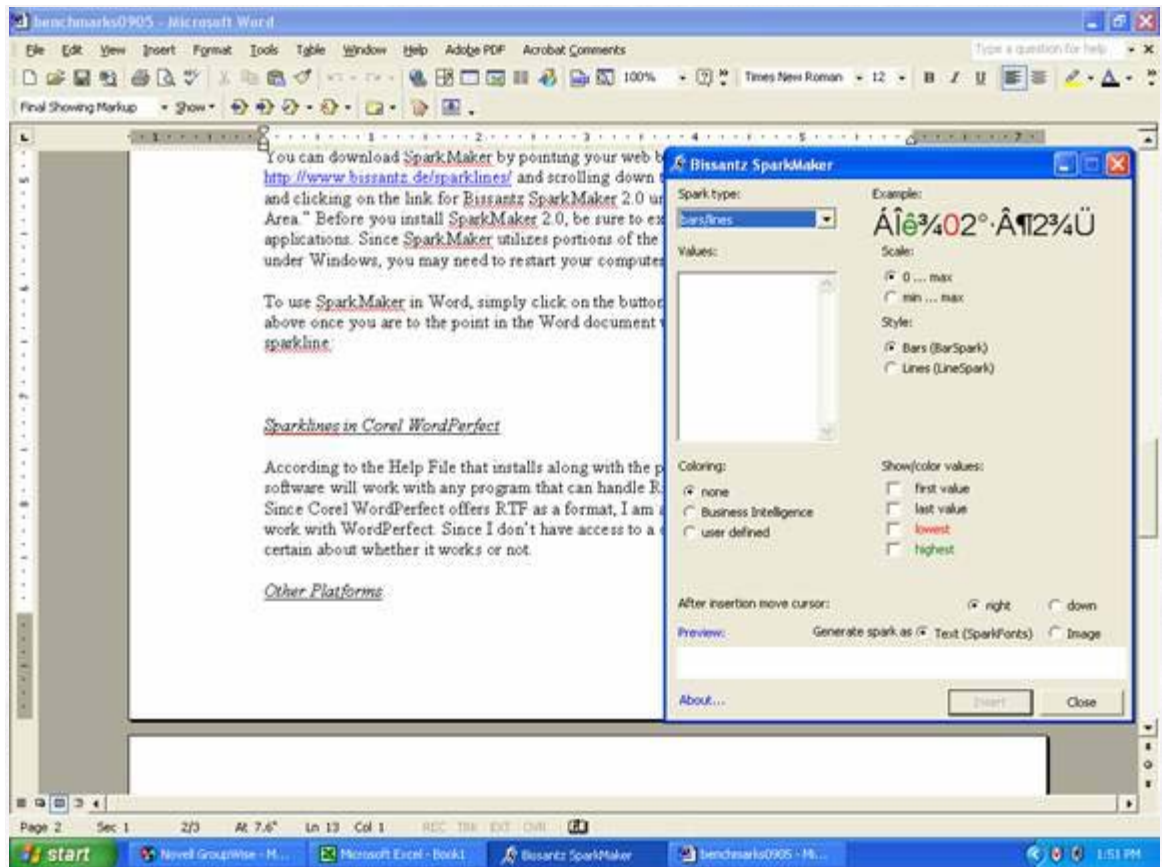 benchmarks0905 - Microsoft Word
File Edit View Insert Format Tools Table Window Help Adobe PDF Acrobat Comments
Type a question for help
100% Times New Roman 12 B I U
Final Showing Markup Show
You can download SparkMaker by pointing your web b
http://www.bissantz.de/sparklines/ and scrolling down t
and clicking on the link for Bissantz SparkMaker 2.0 un
Area." Before you install SparkMaker 2.0, be sure to ex
applications. Since SparkMaker utilizes portions of the
under Windows, you may need to restart your computer
To use SparkMaker in Word, simply click on the button
above once you are to the point in the Word document w
sparkline.
Sparklines in Corel WordPerfect
According to the Help File that installs along with the p
software will work with any program that can handle R
Since Corel WordPerfect offers RTF as a format, I am a
work with WordPerfect. Since I don't have access to a c
certain about whether it works or not.
Other Platforms
Bissantz SparkMaker
Spark type:
bars/lines
Values:
Example:
ÁÎê¾02°·Â¶12¾Ü
Scale:
0 ... max
min ... max
Style:
Bars (BarSpark)
Lines (LineSpark)
Coloring:
none
Business Intelligence
user defined
Show/color values:
first value
last value
lowest
highest
After insertion move cursor: right down
Preview: Generate spark as Text (SparkFonts) Image
About... Insert Close
Page 2 Sec 1 2/3 At 7.6" Ln 13 Col 1 REC TRK EXT OVR
start Novell GroupWise - M... Microsoft Excel - Book1 Bissantz SparkMaker benchmarks0905 - Mi... 1:51 PM